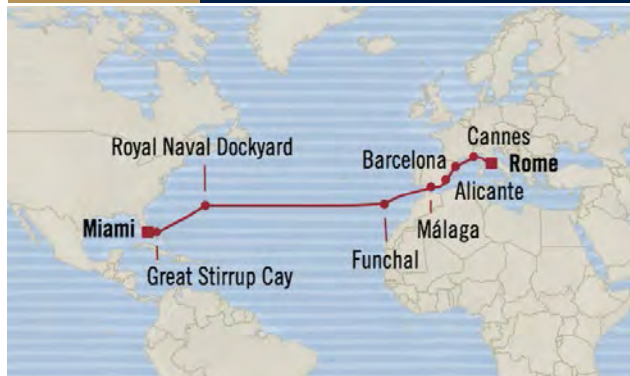 Cannes
Royal Naval Dockyard
Barcelona
Rome
Alicante
Miami
Málaga
Great Stirrup Cay
Funchal